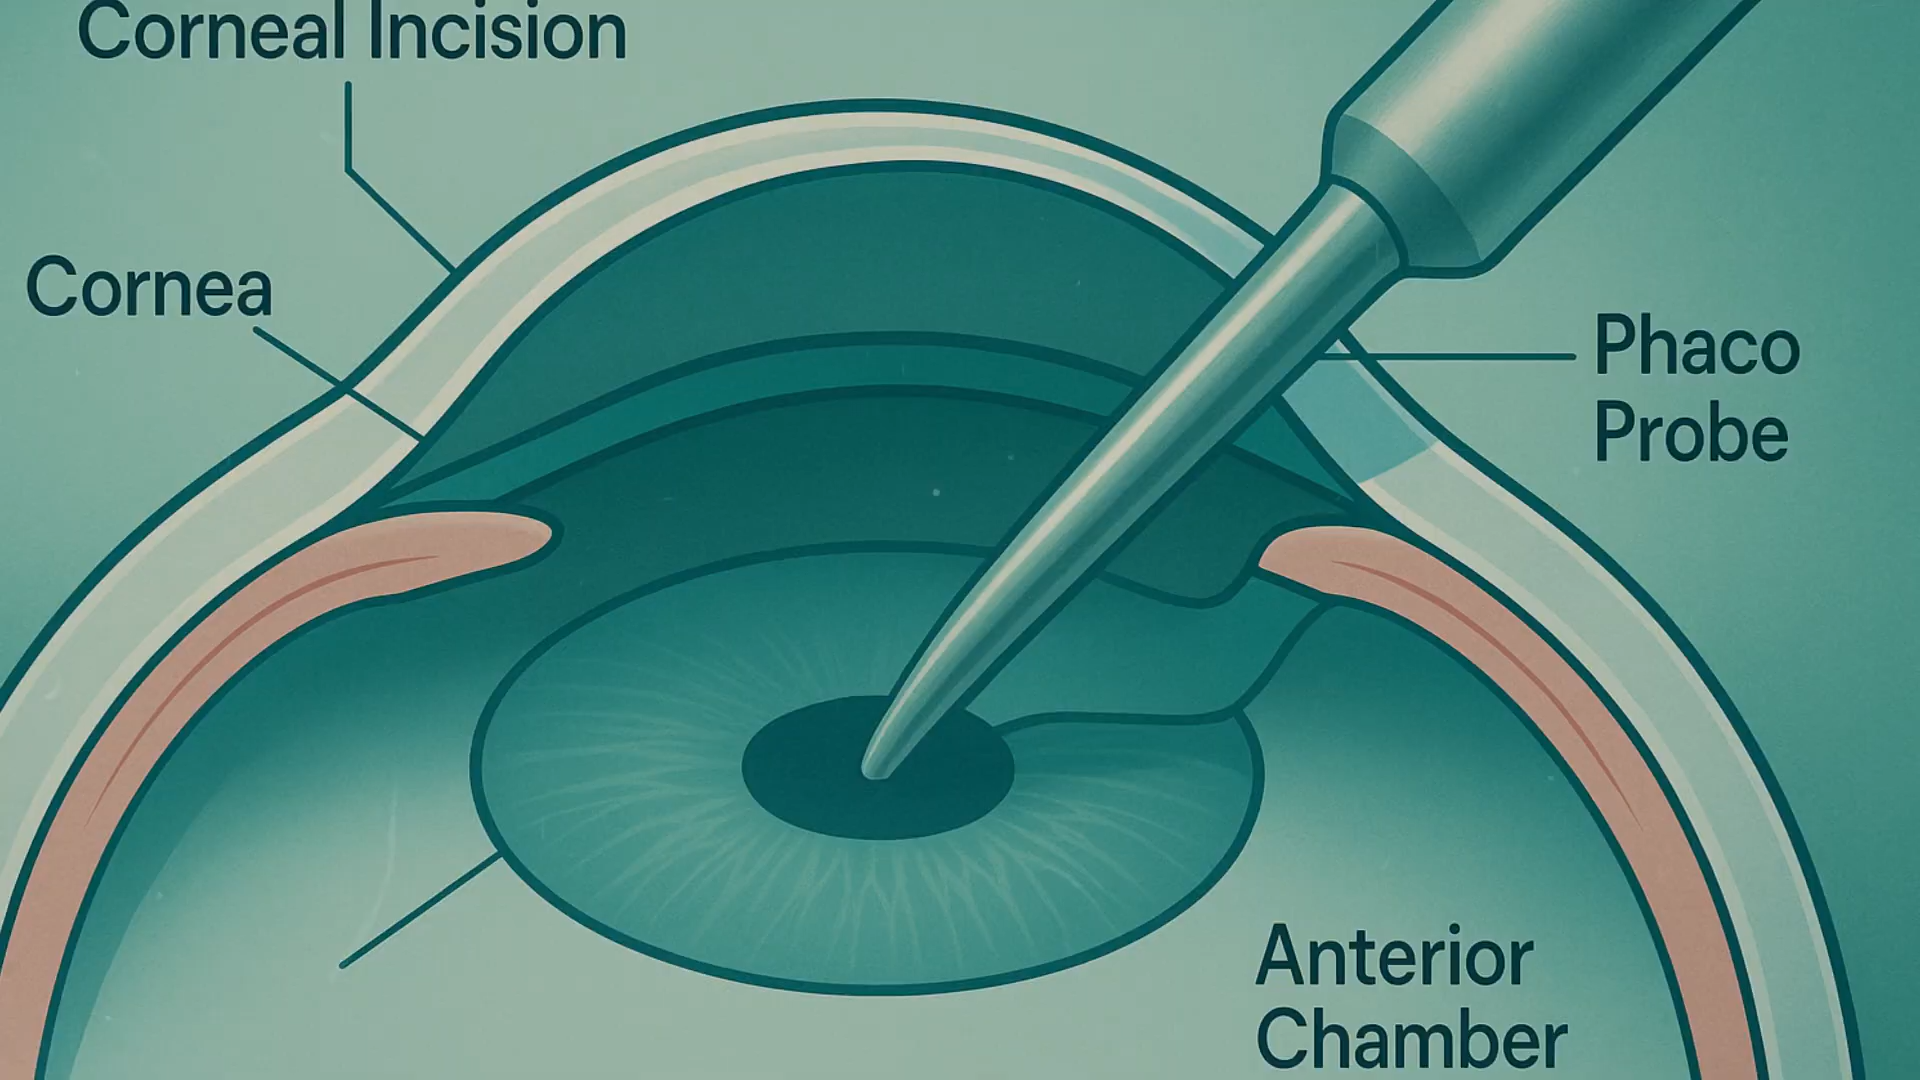 Corneal Incision
Cornea
Phaco
Probe
Anterior
Chamber